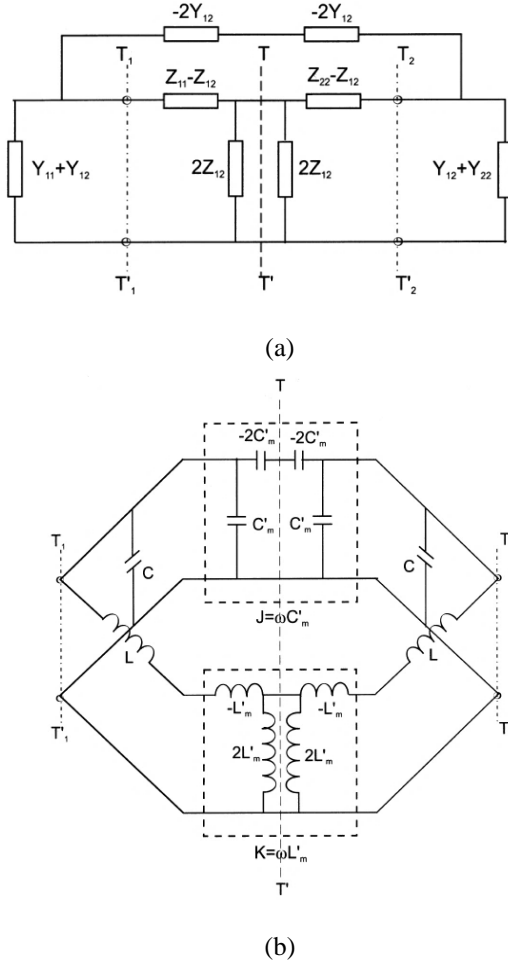 -2Y₁₂ -2Y₁₂
T₁ T T₂
Z₁₁-Z₁₂ Z₂₂-Z₁₂
Y₁₁+Y₁₂ 2Z₁₂ 2Z₁₂ Y₁₂+Y₂₂
T'₁ T' T'₂
(a)
T
-2C'ₘ -2C'ₘ
C'ₘ C'ₘ
T₁ T
C C
J=ωC'ₘ
L L
-L'ₘ -L'ₘ
T'₁ T
2L'ₘ 2L'ₘ
K=ωL'ₘ
T'
(b)